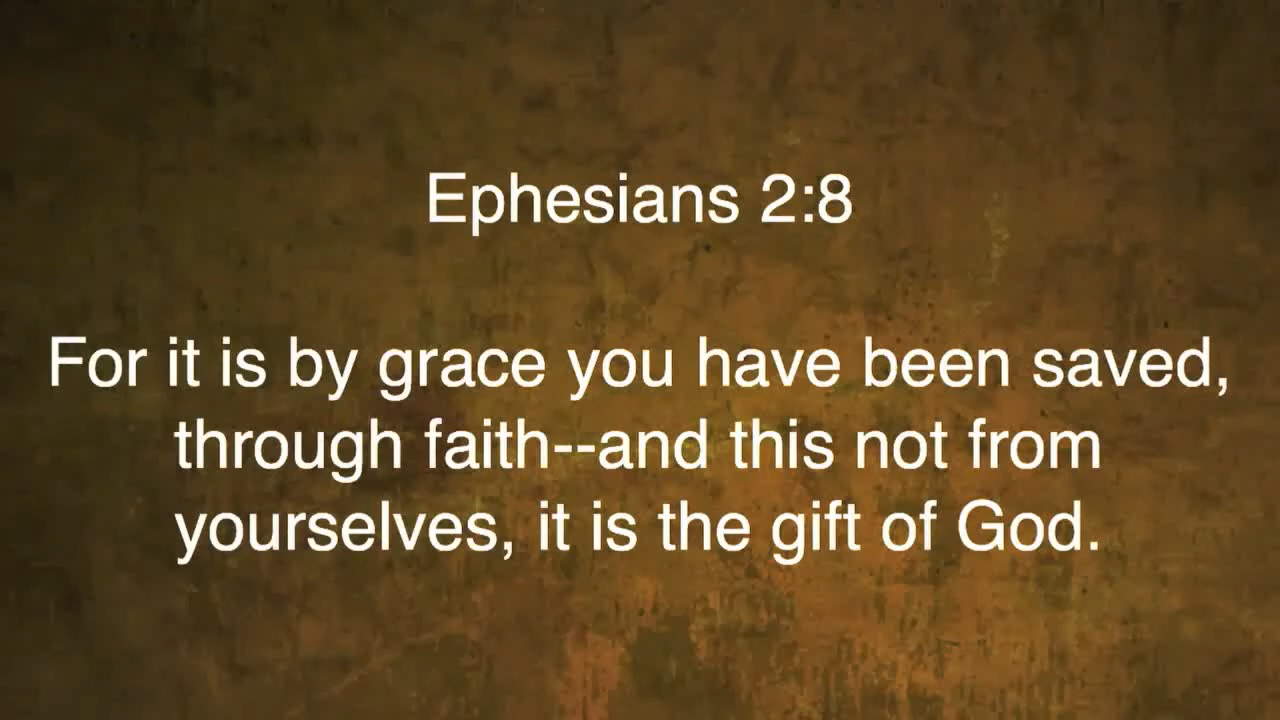 Ephesians 2:8
For it is by grace you have been saved,
through faith--and this not from
yourselves, it is the gift of God.